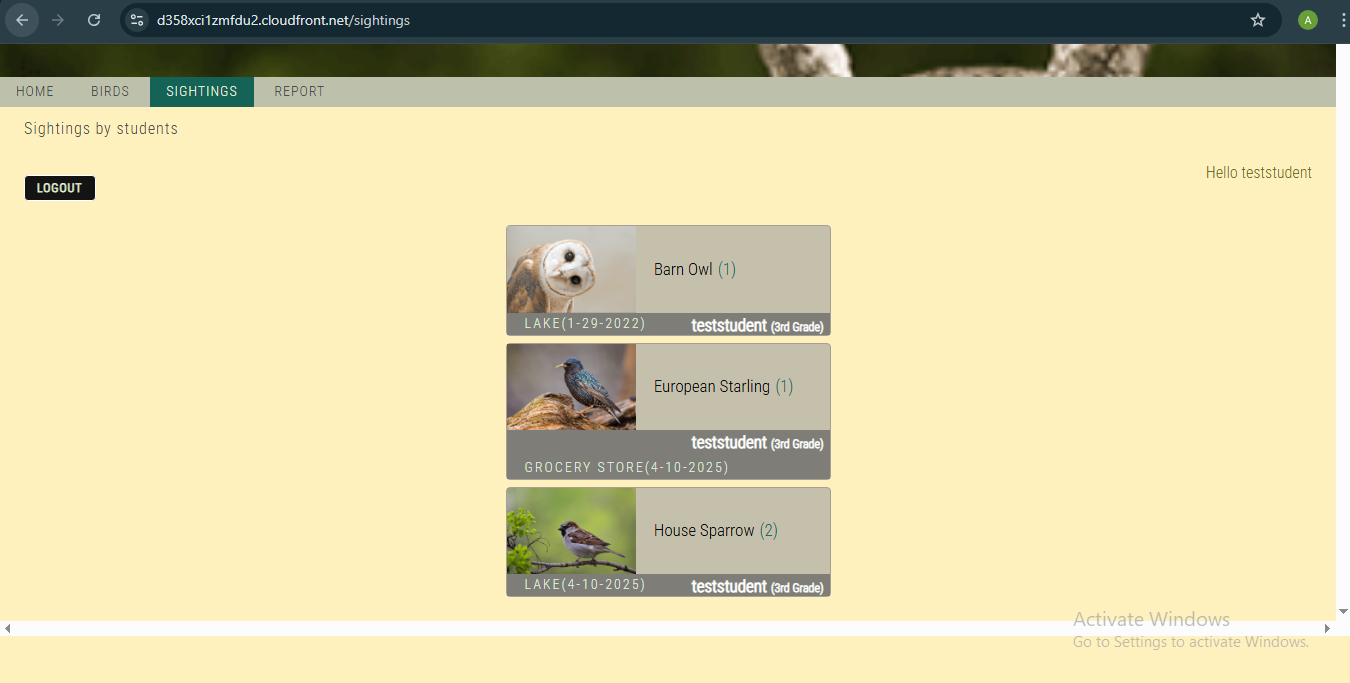 d358xci1zmfdu2.cloudfront.net/sightings
A
HOME BIRDS SIGHTINGS REPORT
Sightings by students
Hello teststudent
LOGOUT
Barn Owl (1)
LAKE(1-29-2022) teststudent (3rd Grade)
European Starling (1)
teststudent (3rd Grade)
GROCERY STORE(4-10-2025)
House Sparrow (2)
LAKE(4-10-2025) teststudent (3rd Grade)
Activate Windows
Go to Settings to activate Windows.